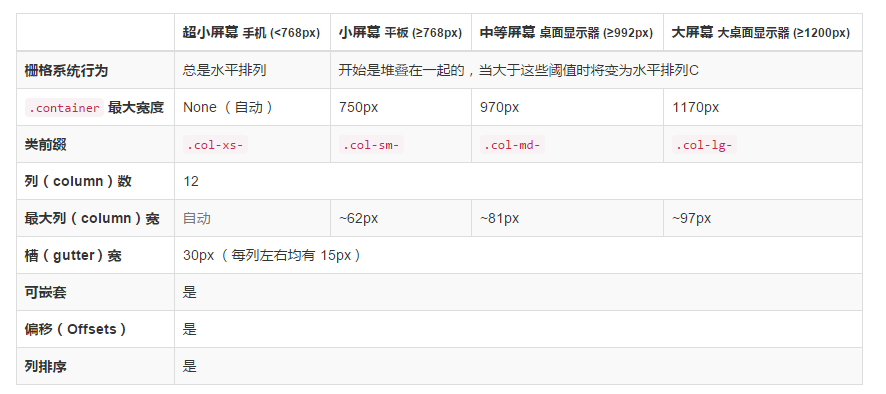 超小屏幕 手机 (<768px) 小屏幕 平板 (≥768px) 中等屏幕 桌面显示器 (≥992px) 大屏幕 大桌面显示器 (≥1200px)
栅格系统行为 总是水平排列 开始是堆叠在一起的，当大于这些阈值时将变为水平排列C
.container 最大宽度 None （自动） 750px 970px 1170px
类前缀 .col-xs- .col-sm- .col-md- .col-lg-
列（column）数 12
最大列（column）宽 自动 ~62px ~81px ~97px
槽（gutter）宽 30px （每列左右均有 15px）
可嵌套 是
偏移（Offsets） 是
列排序 是